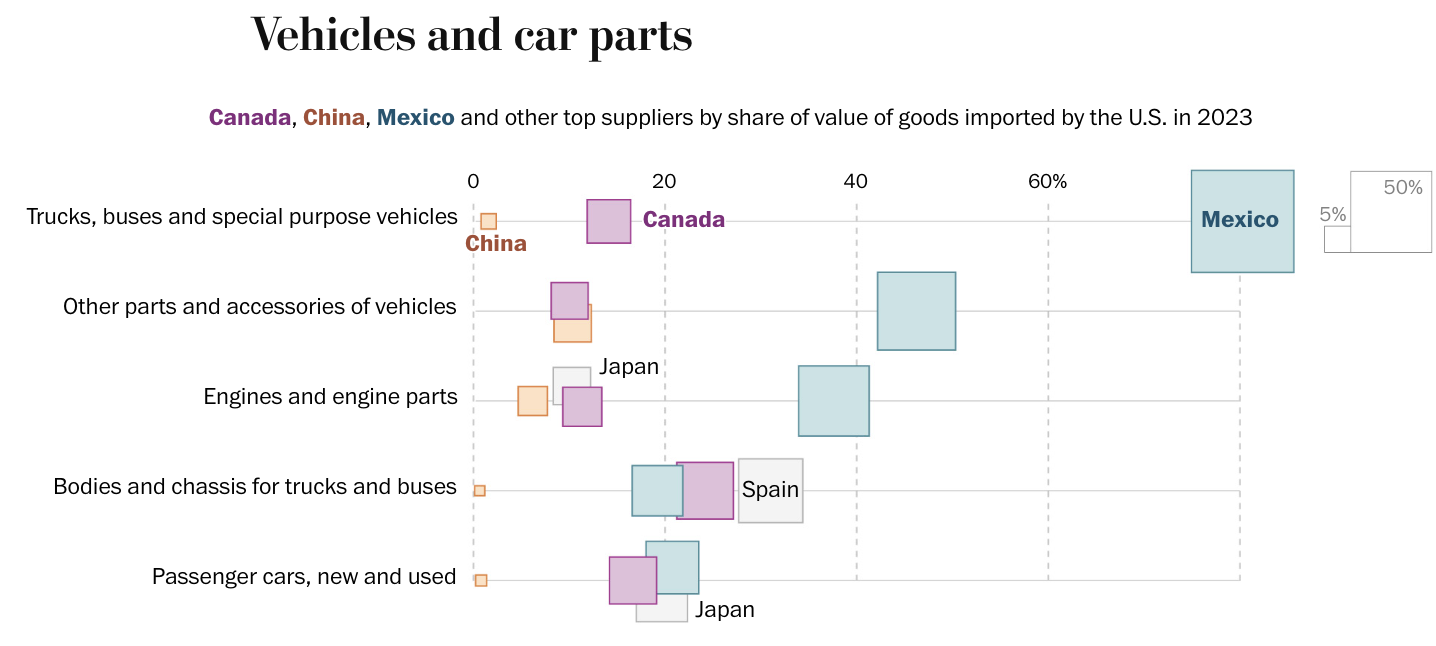 Vehicles and car parts
Canada, China, Mexico and other top suppliers by share of value of goods imported by the U.S. in 2023
0 20 40 60%
50%
5%
Trucks, buses and special purpose vehicles
China
Canada
Mexico
Other parts and accessories of vehicles
Japan
Engines and engine parts
Bodies and chassis for trucks and buses
Spain
Passenger cars, new and used
Japan